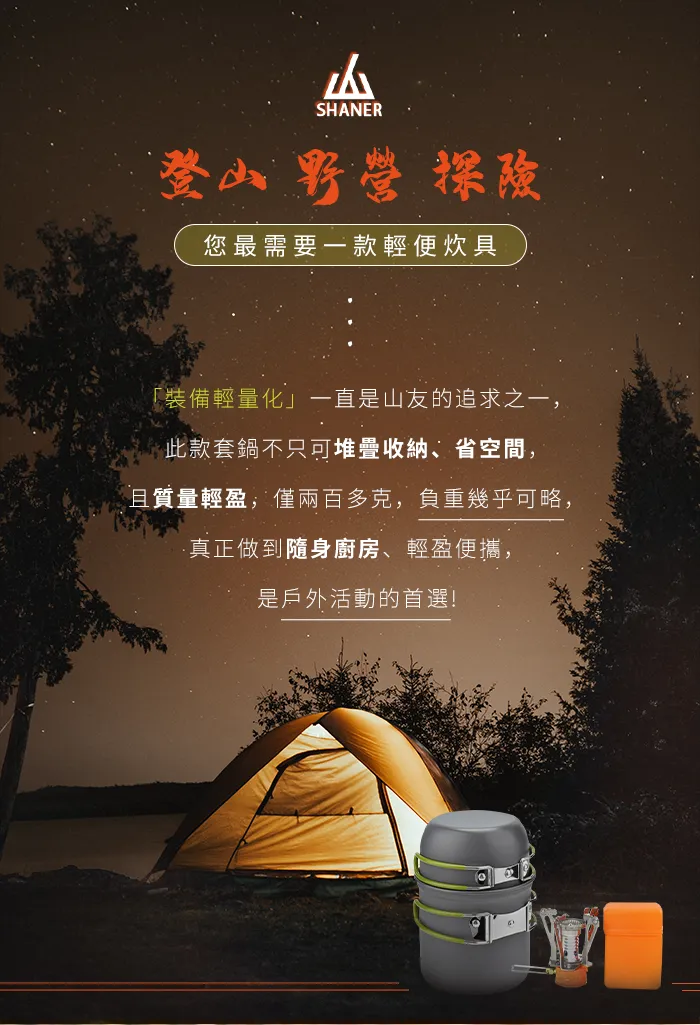 SHANER
登山 野營 探險
您最需要一款輕便炊具
「裝備輕量化」一直是山友的追求之一，
此款套鍋不只可堆疊收納、省空間，
且質量輕盈，僅兩百多克，負重幾乎可略，
真正做到隨身廚房、輕盈便攜，
是戶外活動的首選!